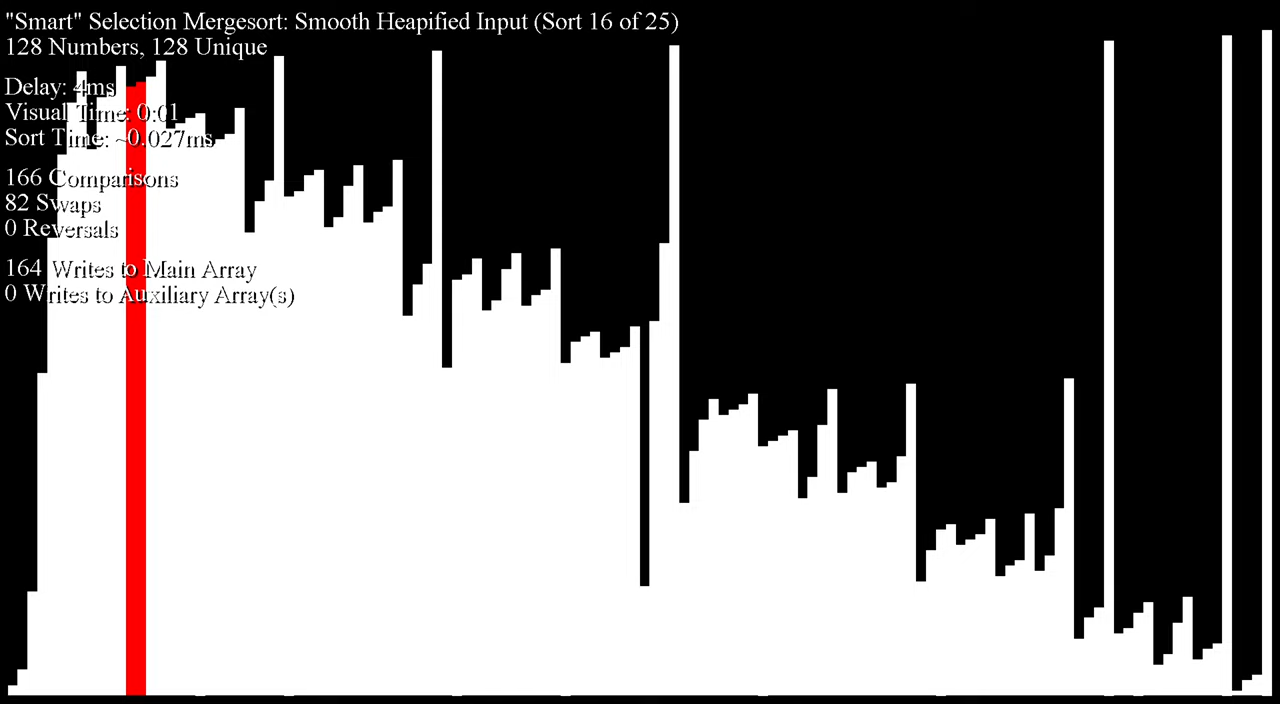 "Smart" Selection Mergesort: Smooth Heapified Input (Sort 16 of 25)
128 Numbers, 128 Unique
Delay: 4ms
Visual Time: 0:01
Sort Time: ~0.027ms
166 Comparisons
82 Swaps
0 Reversals
164 Writes to Main Array
0 Writes to Auxiliary Array(s)